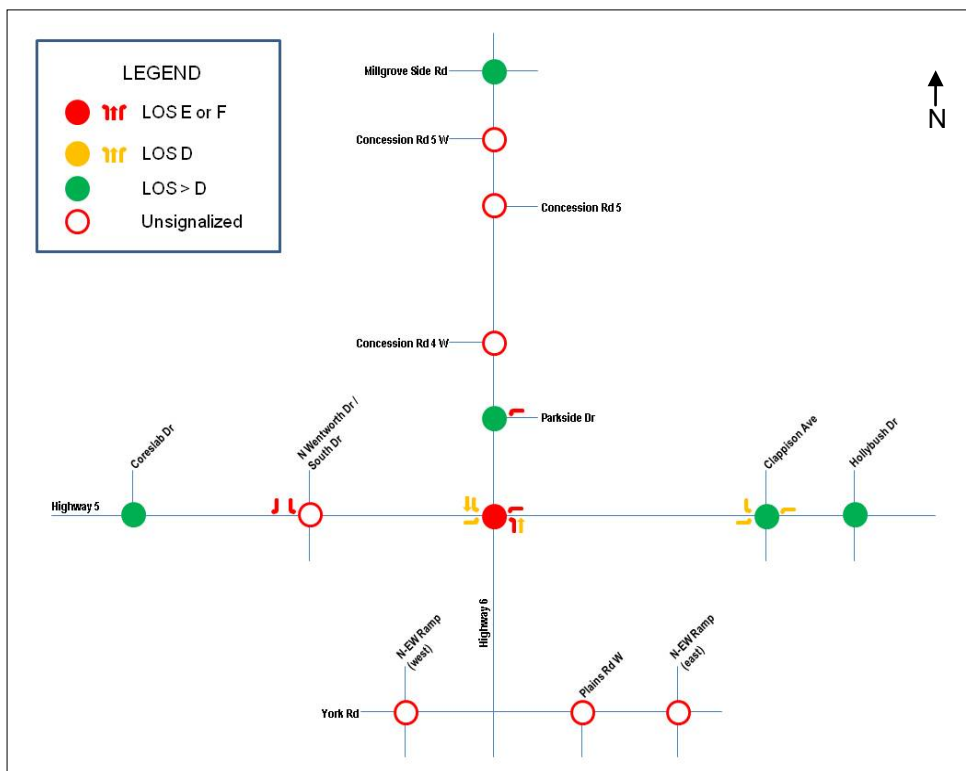 LEGEND
LOS E or F
LOS D
LOS > D
Unsignalized
N
Millgrove Side Rd
Concession Rd 5 W
Concession Rd 5
Concession Rd 4 W
Parkside Dr
Coreslab Dr
N Wentworth Dr /
South Dr
Clappison Ave
Hollybush Dr
Highway 5
Highway 6
N-EW Ramp
(west)
Plains Rd W
N-EW Ramp
(east)
York Rd